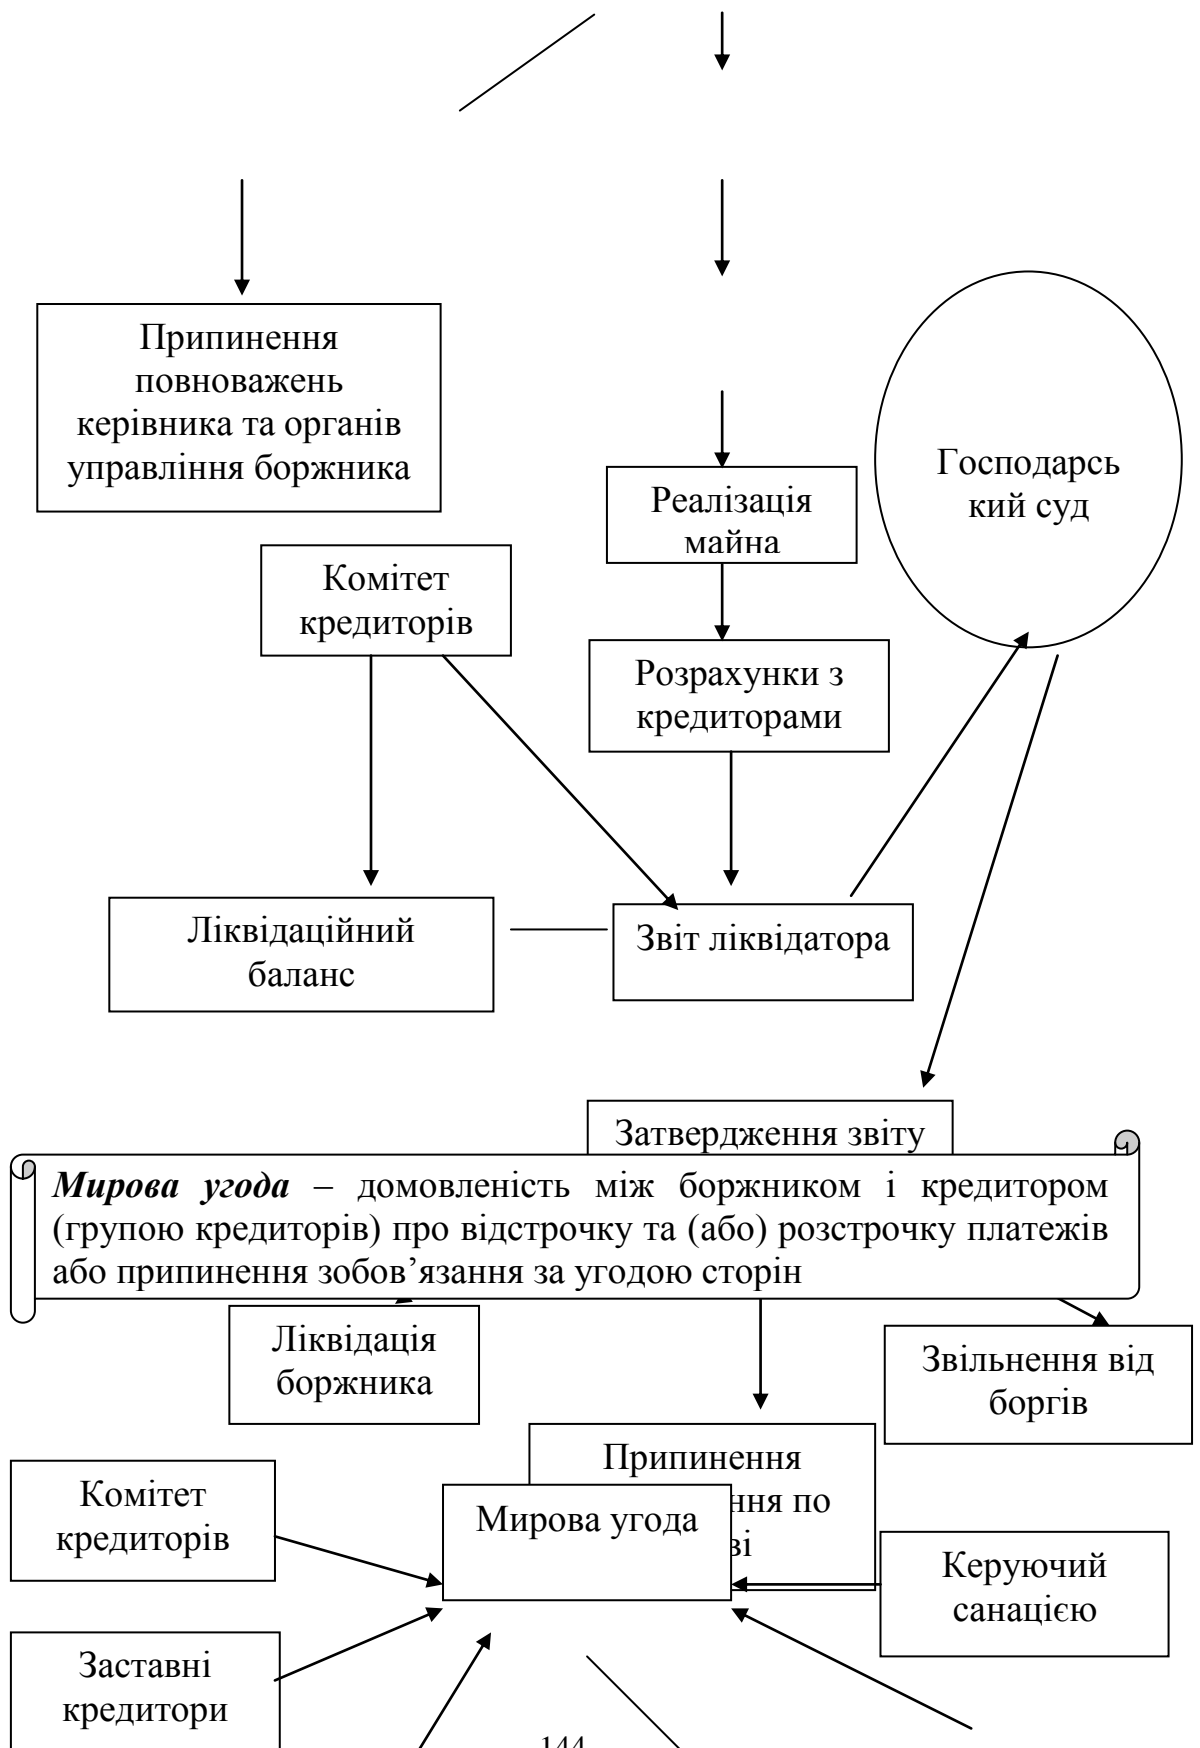 Припинення
повноважень
керівника та органів
управління боржника
Господарсь
кий суд
Реалізація
майна
Комітет
кредиторів
Розрахунки з
кредиторами
Ліквідаційний
баланс
Звіт ліквідатора
Затвердження звіту
Мирова угода – домовленість між боржником і кредитором
(групою кредиторів) про відстрочку та (або) розстрочку платежів
або припинення зобов’язання за угодою сторін
Ліквідація
боржника
Звільнення від
боргів
Припинення
ння по
ві
Комітет
кредиторів
Мирова угода
Керуючий
санацією
Заставні
кредитори
144